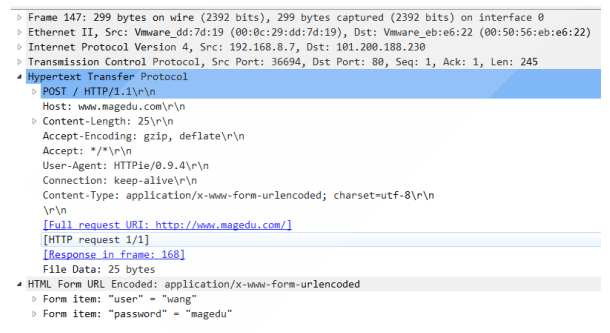 Frame 147: 299 bytes on wire (2392 bits), 299 bytes captured (2392 bits) on interface 0
Ethernet II, Src: Vmware_dd:7d:19 (00:0c:29:dd:7d:19), Dst: Vmware_eb:e6:22 (00:50:56:eb:e6:22)
Internet Protocol Version 4, Src: 192.168.8.7, Dst: 101.200.188.230
Transmission Control Protocol, Src Port: 36694, Dst Port: 80, Seq: 1, Ack: 1, Len: 245
Hypertext Transfer Protocol
POST / HTTP/1.1\r\n
Host: www.magedu.com\r\n
Content-Length: 25\r\n
Accept-Encoding: gzip, deflate\r\n
Accept: */*\r\n
User-Agent: HTTPie/0.9.4\r\n
Connection: keep-alive\r\n
Content-Type: application/x-www-form-urlencoded; charset=utf-8\r\n
\r\n
[Full request URI: http://www.magedu.com/]
[HTTP request 1/1]
[Response in frame: 168]
File Data: 25 bytes
HTML Form URL Encoded: application/x-www-form-urlencoded
Form item: "user" = "wang"
Form item: "password" = "magedu"